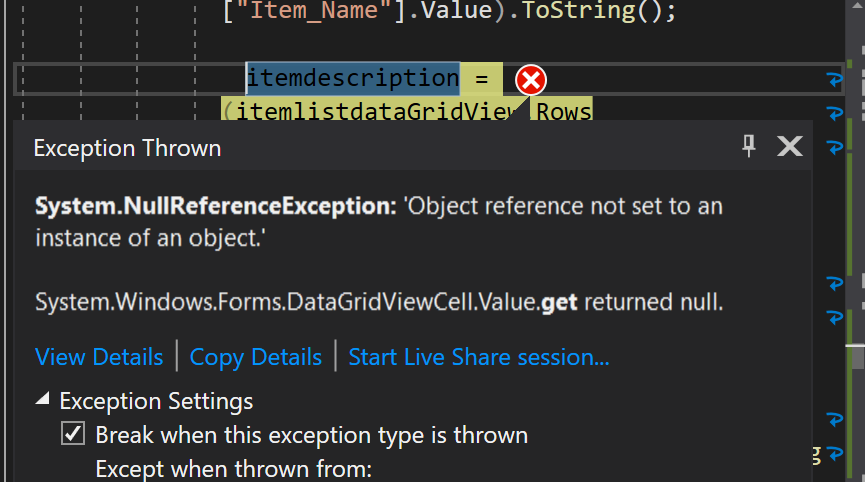 ["Item_Name"].Value).ToString();
itemdescription =
(itemlistdataGridView.Rows
Exception Thrown
System.NullReferenceException: 'Object reference not set to an
instance of an object.'
System.Windows.Forms.DataGridViewCell.Value.get returned null.
View Details | Copy Details | Start Live Share session...
Exception Settings
Break when this exception type is thrown
Except when thrown from:
g